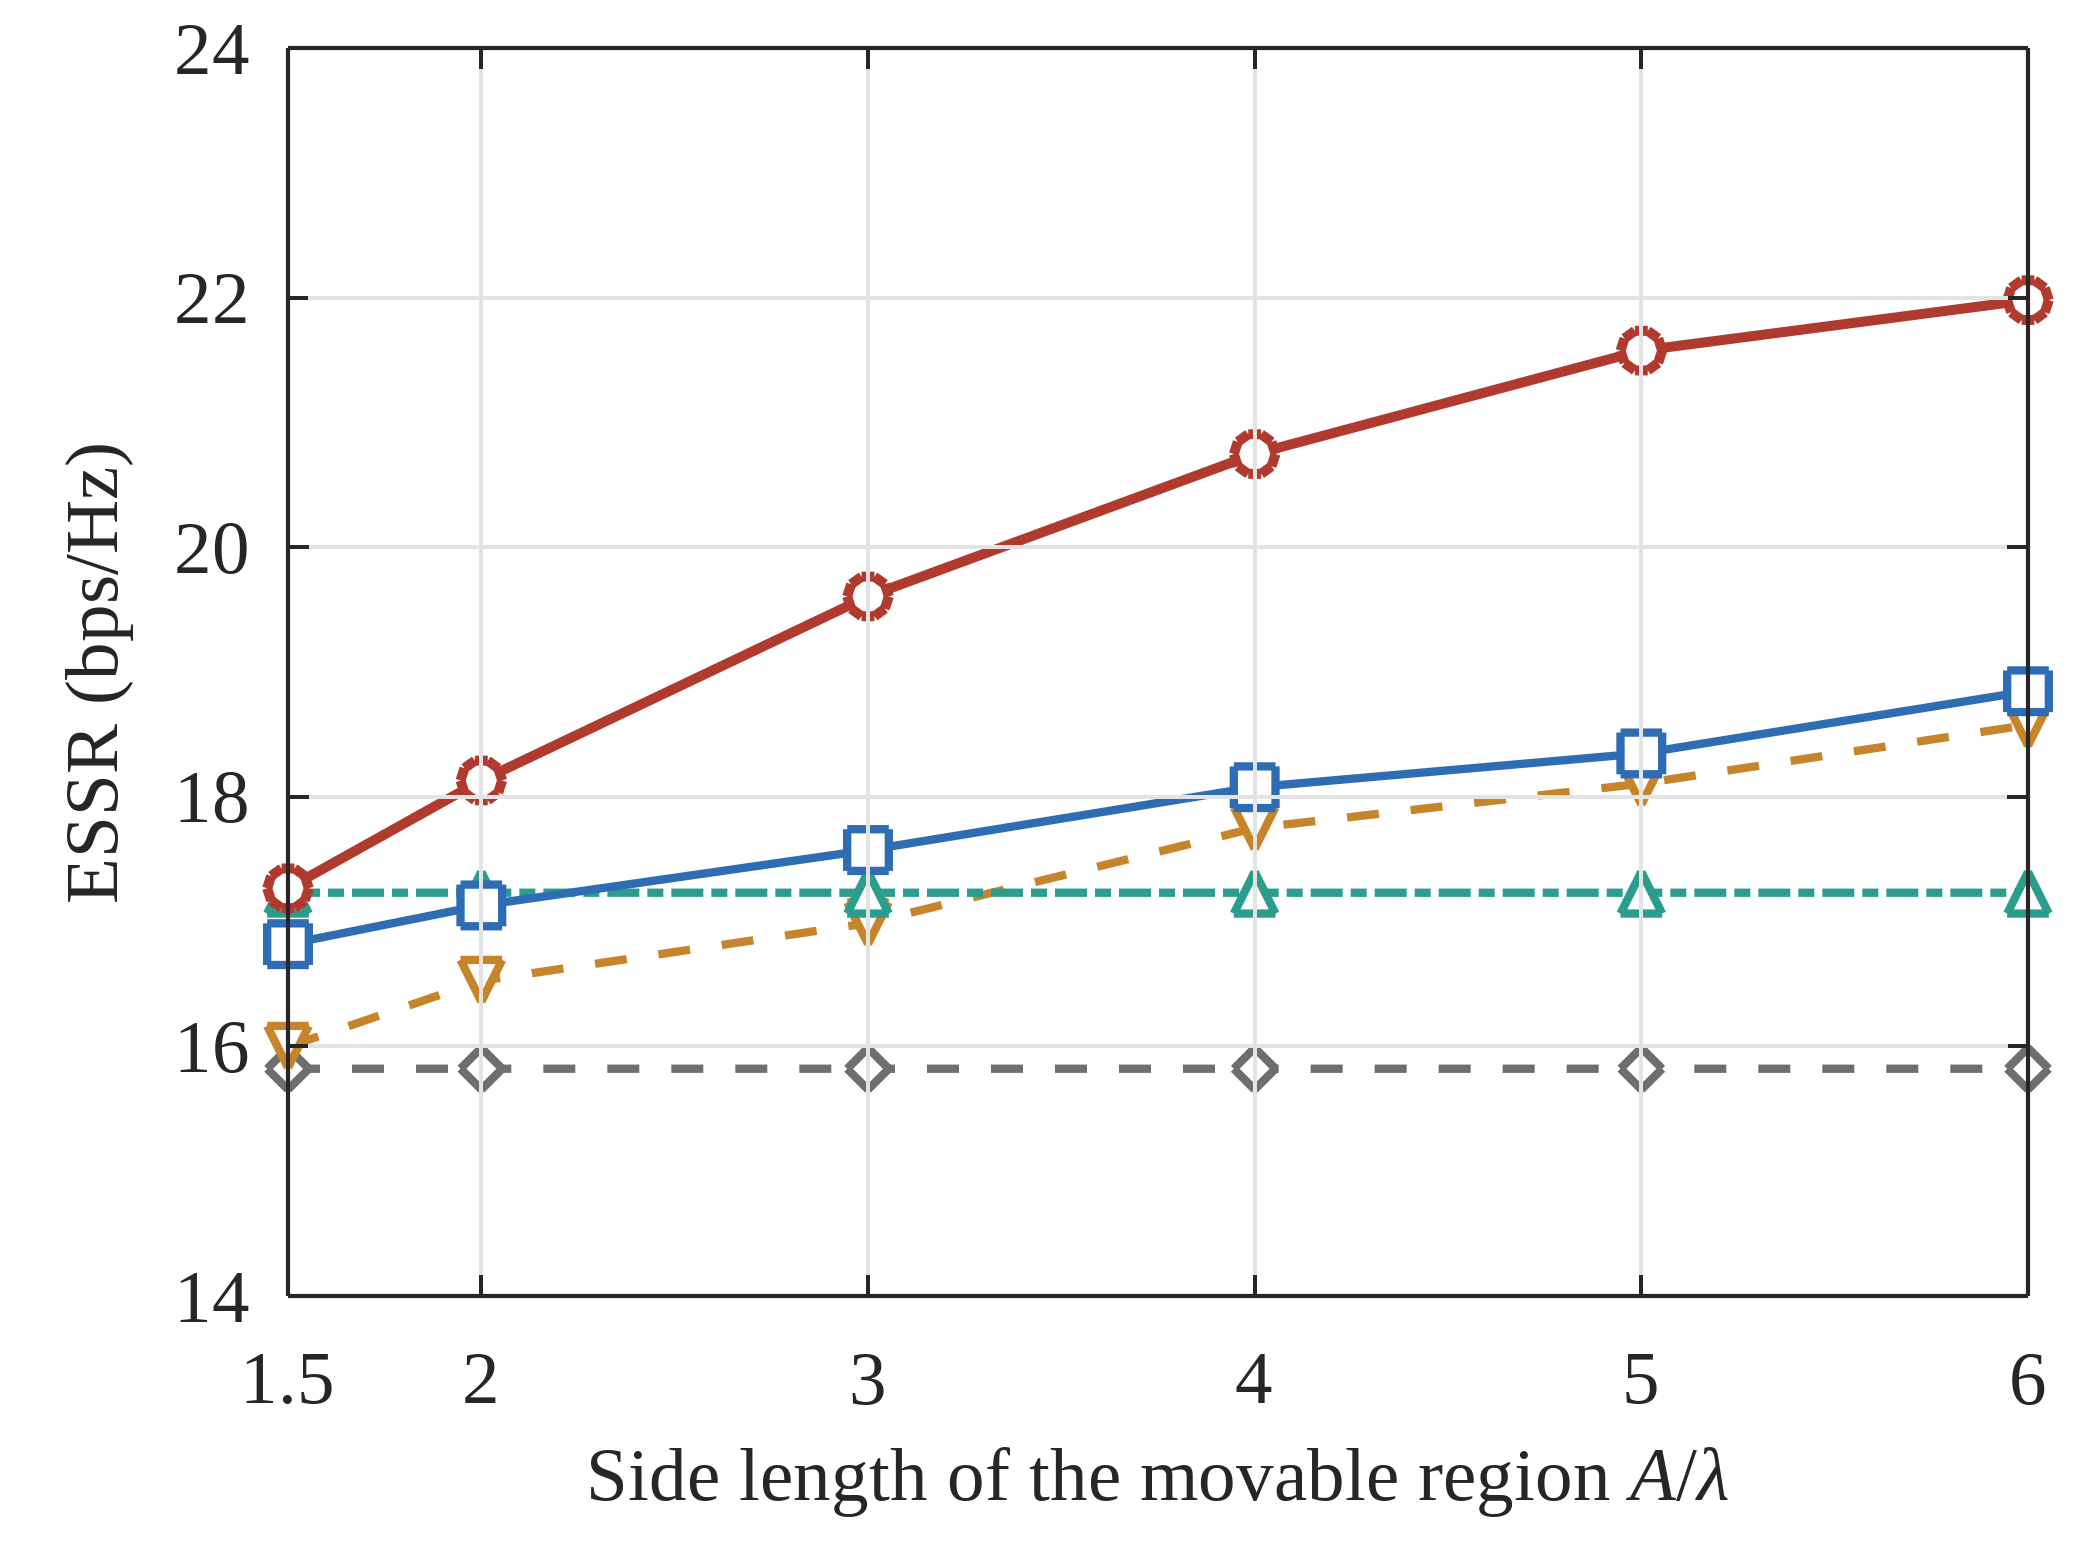 24
22
20
18
16
14
ESSR (bps/Hz)
1.5 2 3 4 5 6
Side length of the movable region A/λ